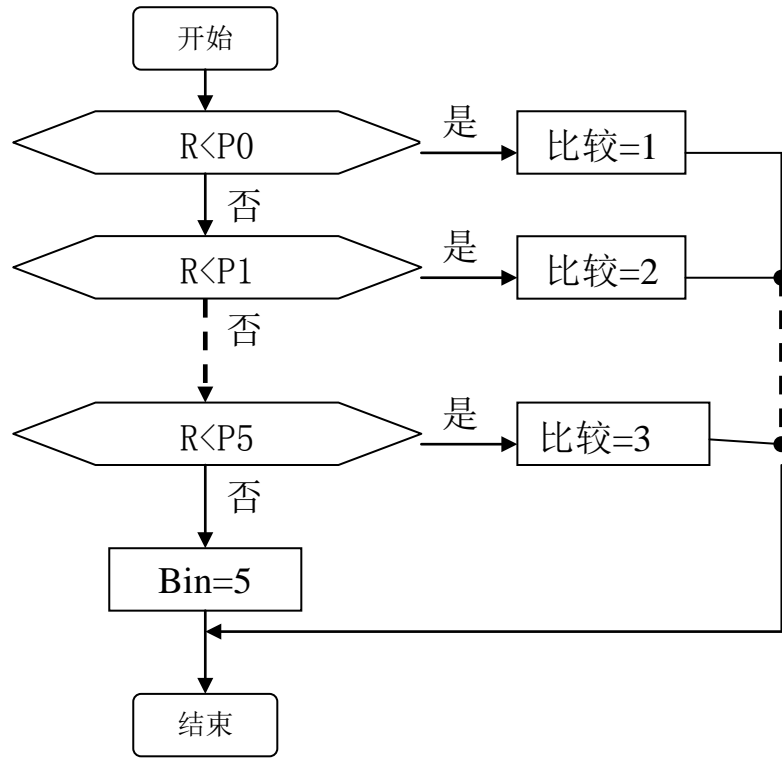 开始
R<P0
是
比较=1
否
R<P1
是
比较=2
否
R<P5
是
比较=3
否
Bin=5
结束